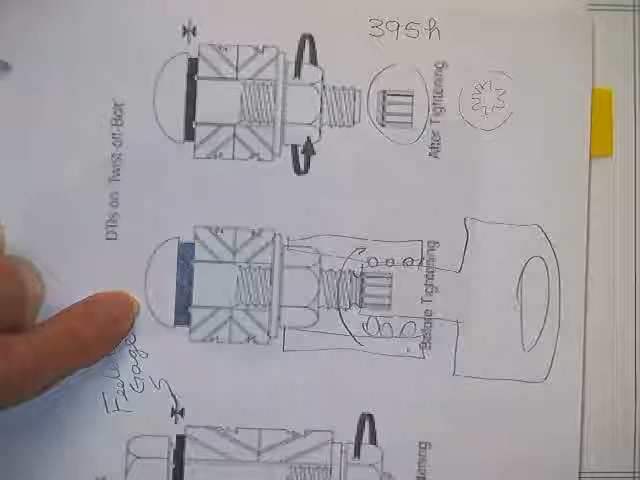 395h
After Tightening
DTIs on Twist-off-Bolt
Before Tightening
Feeler
Gage